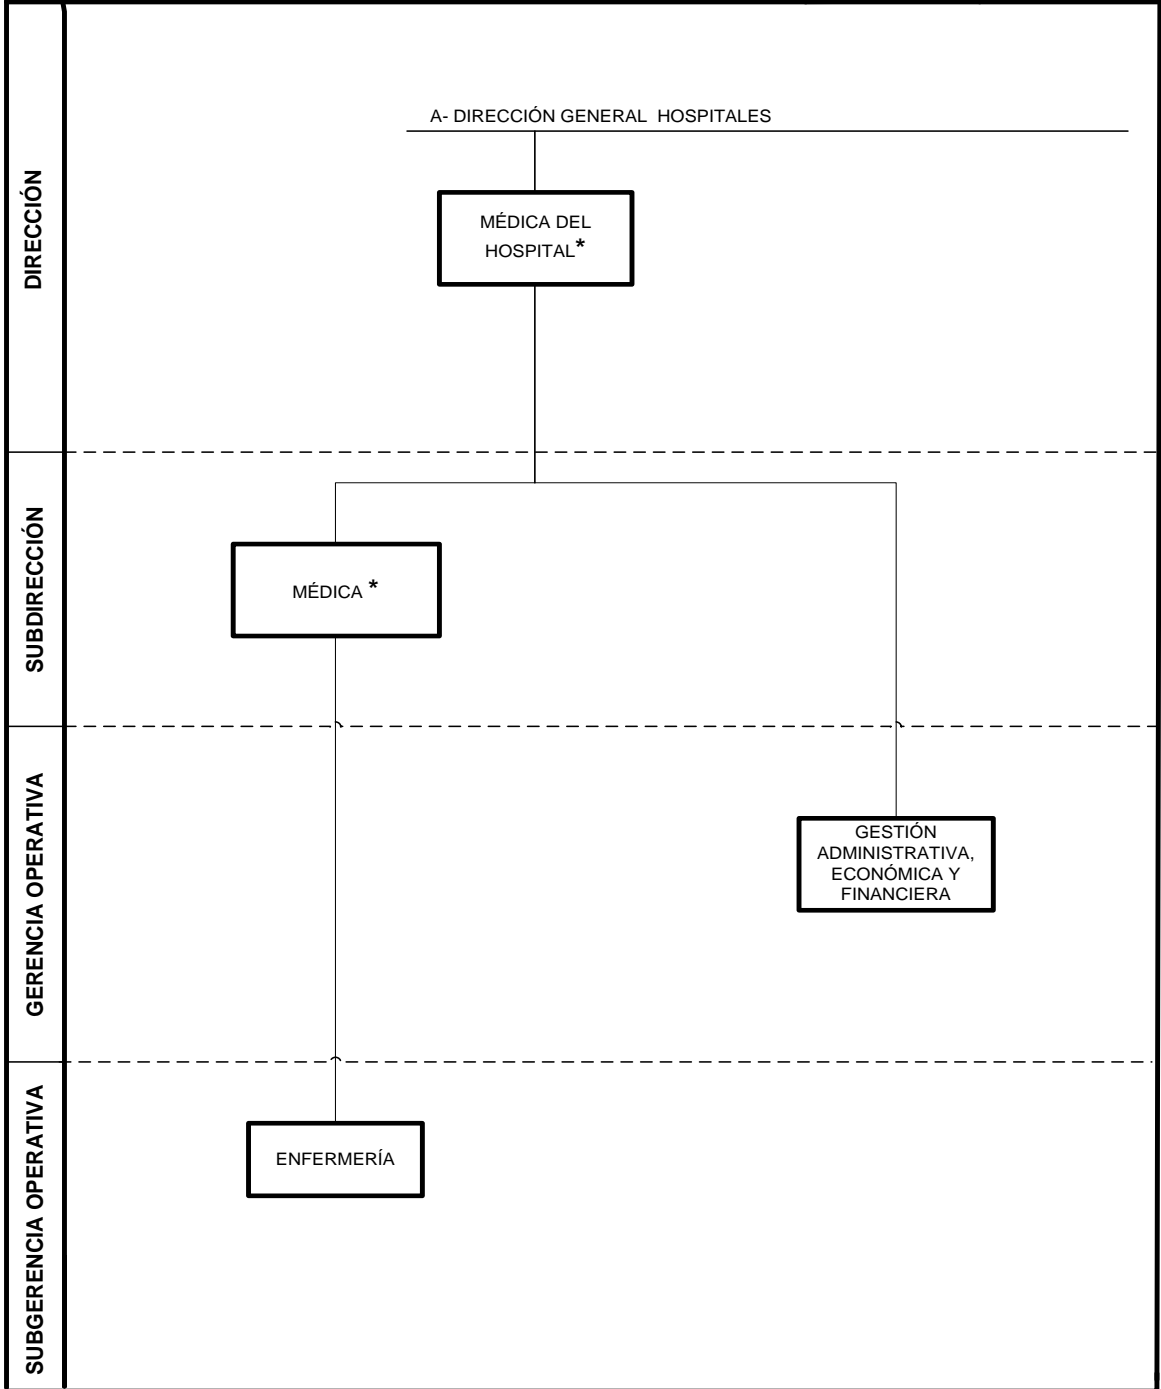 A- DIRECCIÓN GENERAL HOSPITALES
DIRECCIÓN
MÉDICA DEL
HOSPITAL*
SUBDIRECCIÓN
MÉDICA *
GERENCIA OPERATIVA
GESTIÓN
ADMINISTRATIVA,
ECONÓMICA Y
FINANCIERA
SUBGERENCIA OPERATIVA
ENFERMERÍA